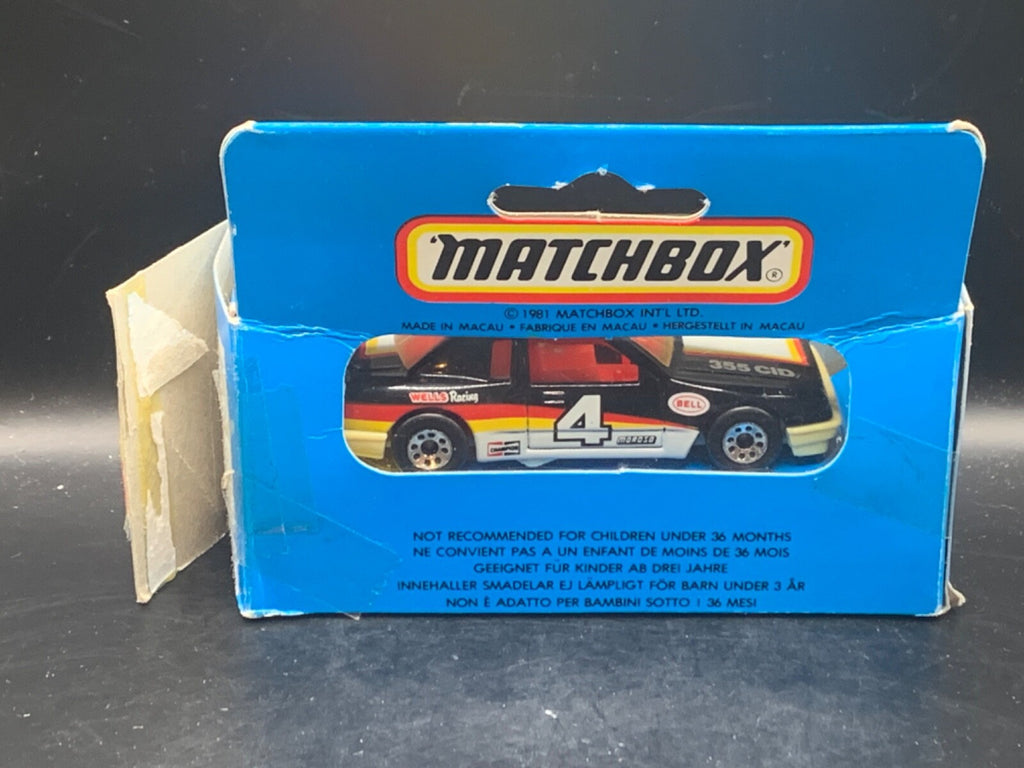 'MATCHBOX' ®
© 1981 MATCHBOX INT'L LTD.
MADE IN MACAU • FABRIQUE EN MACAU • HERGESTELLT IN MACAU
355 CID
WELLS Racing
BELL
4
CHAMPION
MOROSO
NOT RECOMMENDED FOR CHILDREN UNDER 36 MONTHS
NE CONVIENT PAS A UN ENFANT DE MOINS DE 36 MOIS
GEEIGNET FÜR KINDER AB DREI JAHRE
INNEHALLER SMADELAR EJ LÄMPLIGT FÖR BARN UNDER 3 ÅR
NON È ADATTO PER BAMBINI SOTTO I 36 MESI